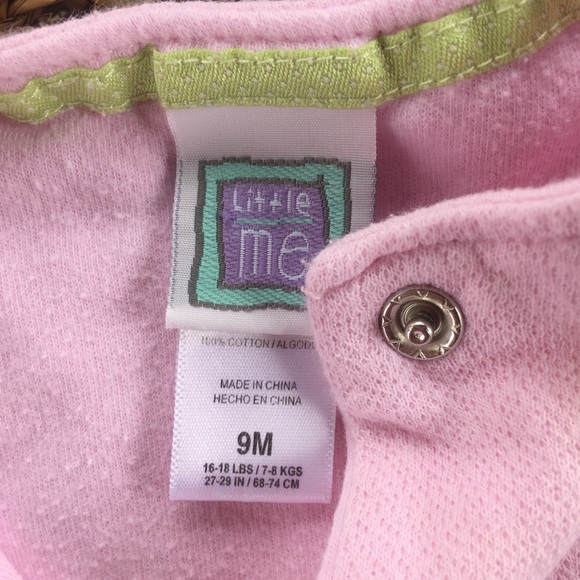 Little
me
100% COTTON/ALGOD
MADE IN CHINA
HECHO EN CHINA
9M
16-18 LBS / 7-8 KGS
27-29 IN / 68-74 CM